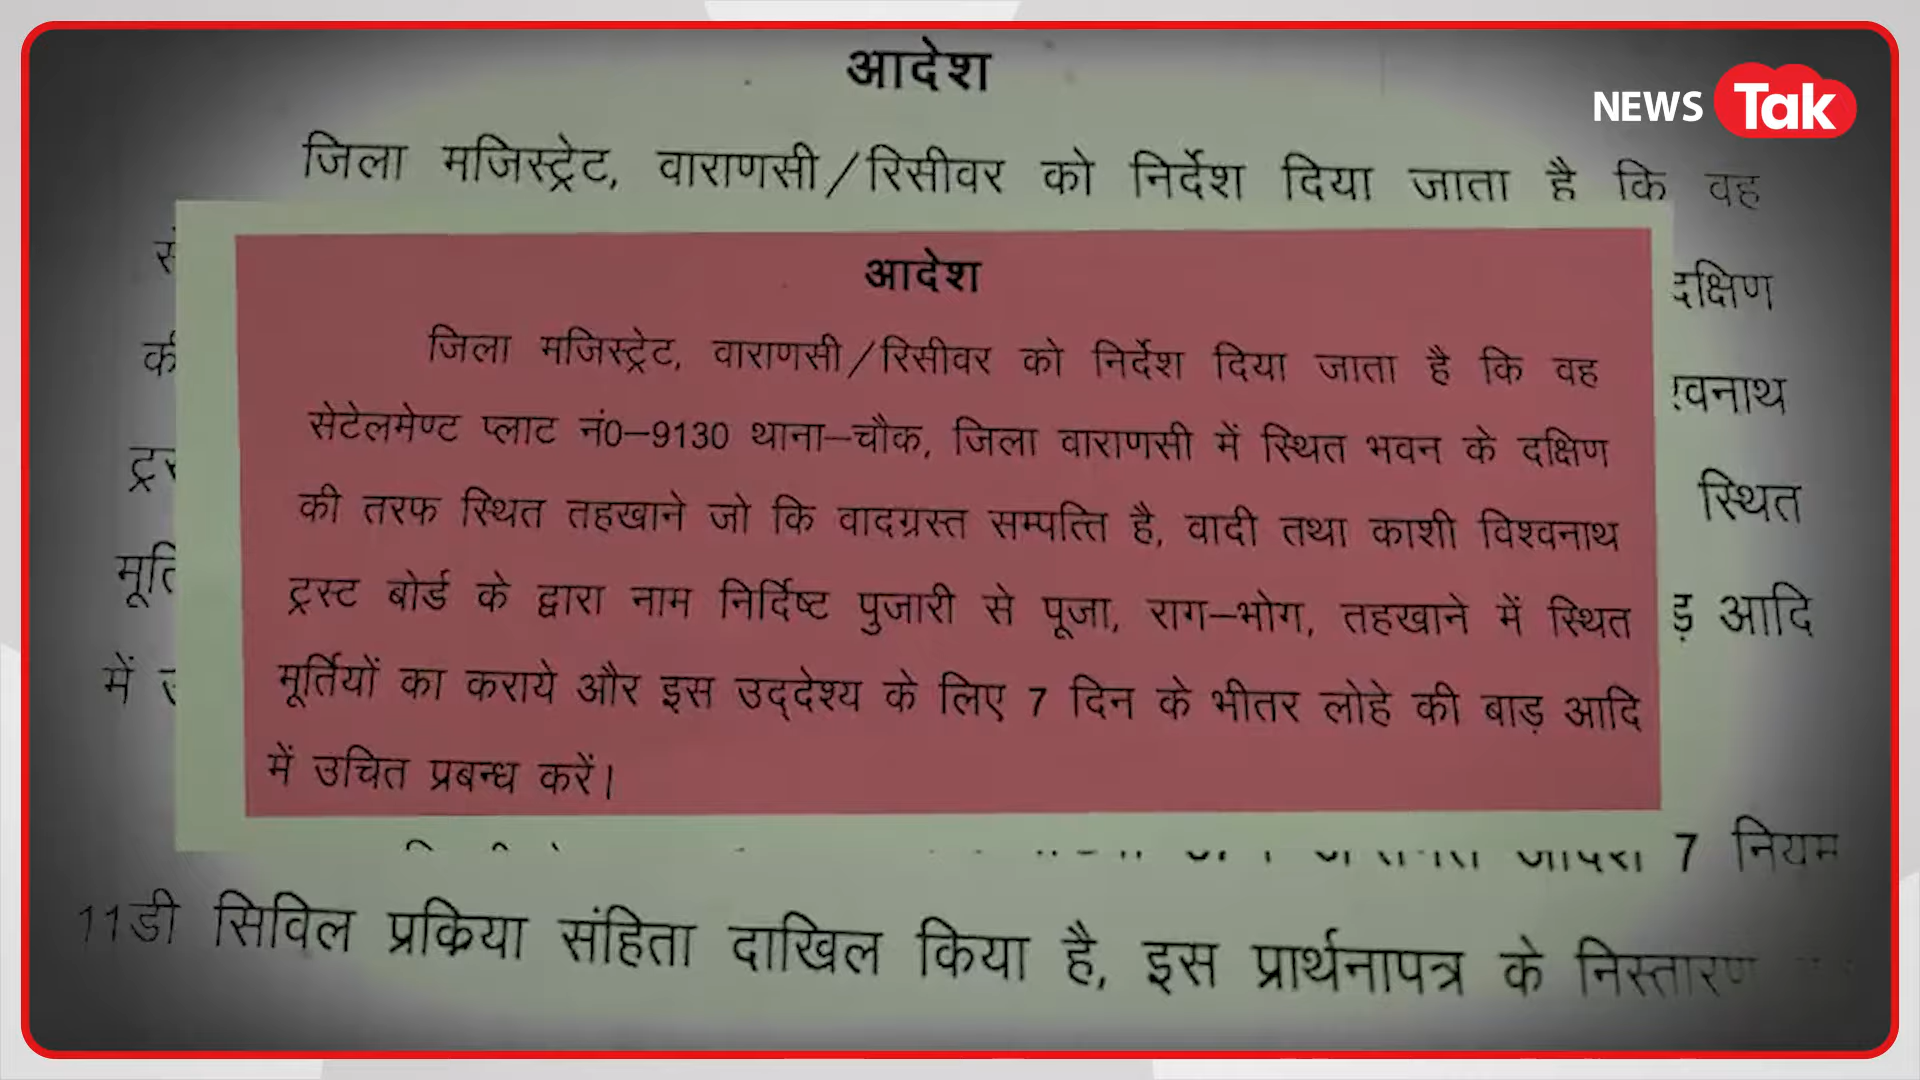 आदेश
NEWS Tak
जिला मजिस्ट्रेट, वाराणसी/रिसीवर को निर्देश दिया जाता है कि वह
दक्षिण
स्थित
आदि
में
आदेश
जिला मजिस्ट्रेट, वाराणसी/रिसीवर को निर्देश दिया जाता है कि वह
सेटेलमेण्ट प्लाट नं0-9130 थाना-चौक, जिला वाराणसी में स्थित भवन के दक्षिण
की तरफ स्थित तहखाने जो कि वादग्रस्त सम्पत्ति है, वादी तथा काशी विश्वनाथ
ट्रस्ट बोर्ड के द्वारा नाम निर्दिष्ट पुजारी से पूजा, राग-भोग, तहखाने में स्थित
मूर्तियों का कराये और इस उद्देश्य के लिए 7 दिन के भीतर लोहे की बाड़ आदि
में उचित प्रबन्ध करें।
7 नियम
11डी सिविल प्रक्रिया संहिता दाखिल किया है, इस प्रार्थनापत्र के निस्तारण